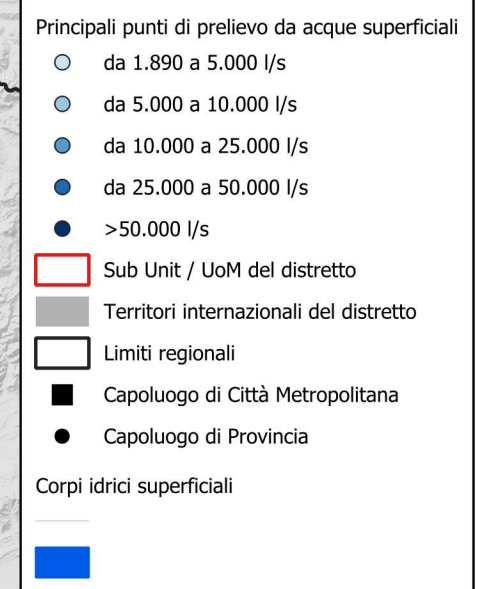 Principali punti di prelievo da acque superficiali
da 1.890 a 5.000 l/s
da 5.000 a 10.000 l/s
da 10.000 a 25.000 l/s
da 25.000 a 50.000 l/s
>50.000 l/s
Sub Unit / UoM del distretto
Territori internazionali del distretto
Limiti regionali
Capoluogo di Città Metropolitana
Capoluogo di Provincia
Corpi idrici superficiali